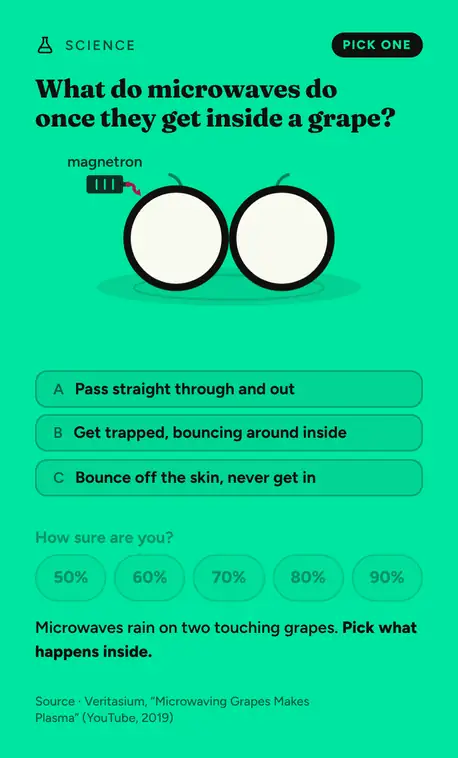 SCIENCE
PICK ONE
What do microwaves do
once they get inside a grape?
magnetron
A Pass straight through and out
B Get trapped, bouncing around inside
C Bounce off the skin, never get in
How sure are you?
50% 60% 70% 80% 90%
Microwaves rain on two touching grapes. Pick what
happens inside.
Source · Veritasium, “Microwaving Grapes Makes
Plasma” (YouTube, 2019)